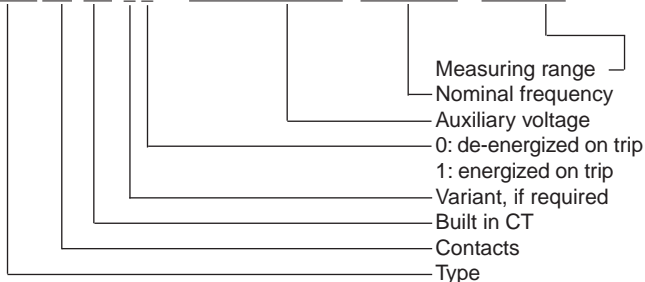 Measuring range
Nominal frequency
Auxiliary voltage
0: de-energized on trip
1: energized on trip
Variant, if required
Built in CT
Contacts
Type